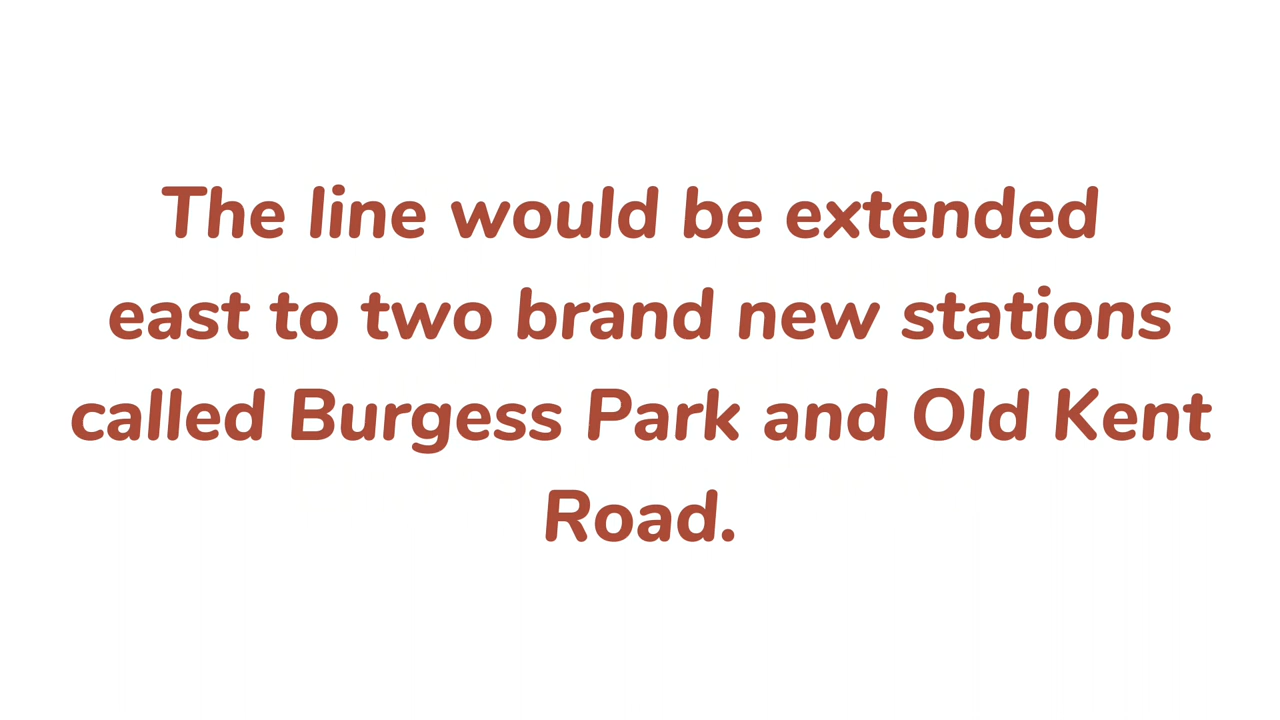 The line would be extended
east to two brand new stations
called Burgess Park and Old Kent
Road.